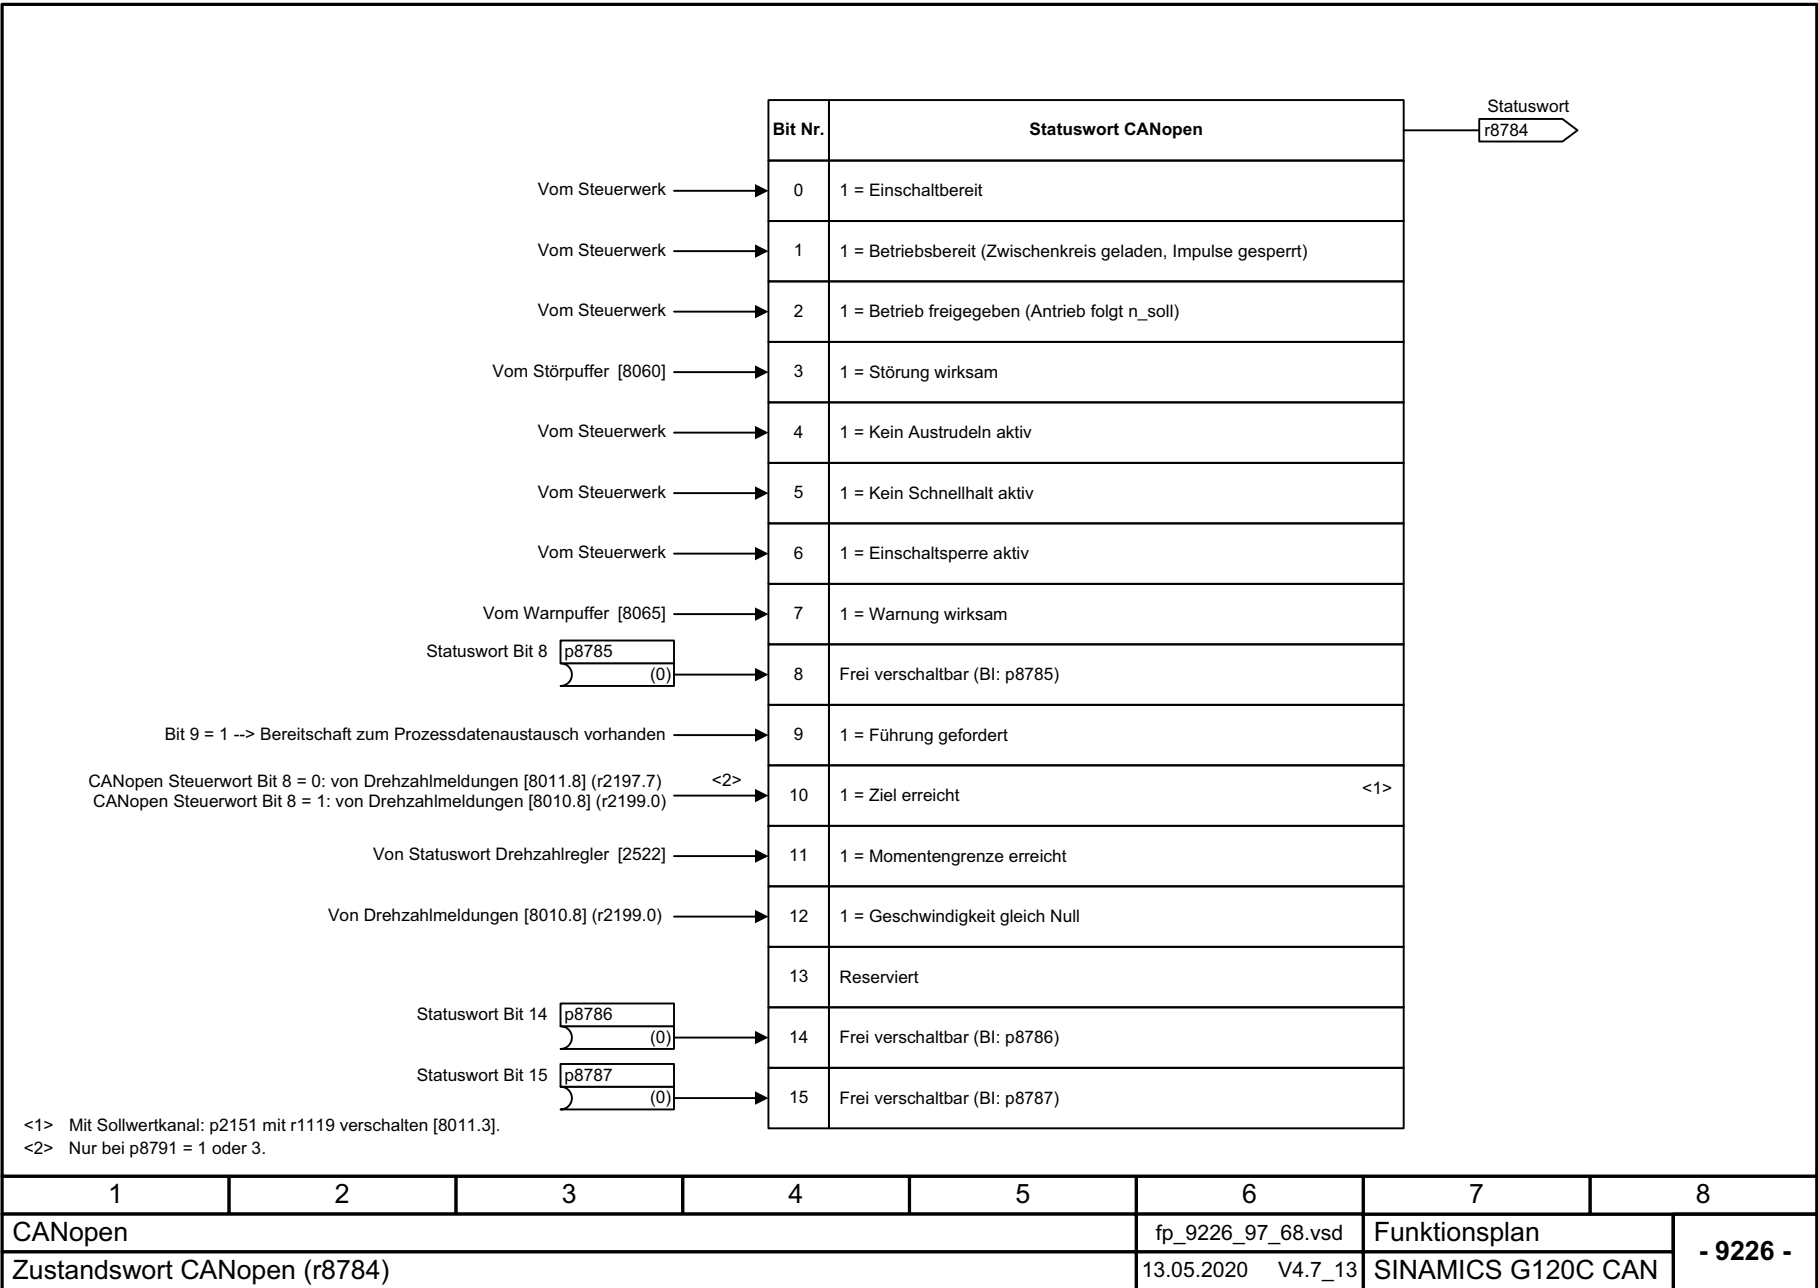 Statuswort
Bit Nr. Statuswort CANopen r8784
Vom Steuerwerk 0 1 = Einschaltbereit
Vom Steuerwerk 1 1 = Betriebsbereit (Zwischenkreis geladen, Impulse gesperrt)
Vom Steuerwerk 2 1 = Betrieb freigegeben (Antrieb folgt n_soll)
Vom Störpuffer [8060] 3 1 = Störung wirksam
Vom Steuerwerk 4 1 = Kein Austrudeln aktiv
Vom Steuerwerk 5 1 = Kein Schnellhalt aktiv
Vom Steuerwerk 6 1 = Einschaltsperre aktiv
Vom Warnpuffer [8065] 7 1 = Warnung wirksam
Statuswort Bit 8 p8785
(0) 8 Frei verschaltbar (BI: p8785)
Bit 9 = 1 --> Bereitschaft zum Prozessdatenaustausch vorhanden 9 1 = Führung gefordert
CANopen Steuerwort Bit 8 = 0: von Drehzahlmeldungen [8011.8] (r2197.7) <2>
CANopen Steuerwort Bit 8 = 1: von Drehzahlmeldungen [8010.8] (r2199.0) 10 1 = Ziel erreicht <1>
Von Statuswort Drehzahlregler [2522] 11 1 = Momentengrenze erreicht
Von Drehzahlmeldungen [8010.8] (r2199.0) 12 1 = Geschwindigkeit gleich Null
13 Reserviert
Statuswort Bit 14 p8786
(0) 14 Frei verschaltbar (BI: p8786)
Statuswort Bit 15 p8787
(0) 15 Frei verschaltbar (BI: p8787)
<1> Mit Sollwertkanal: p2151 mit r1119 verschalten [8011.3].
<2> Nur bei p8791 = 1 oder 3.
1 2 3 4 5 6 7 8
CANopen fp_9226_97_68.vsd Funktionsplan - 9226 -
Zustandswort CANopen (r8784) 13.05.2020 V4.7_13 SINAMICS G120C CAN